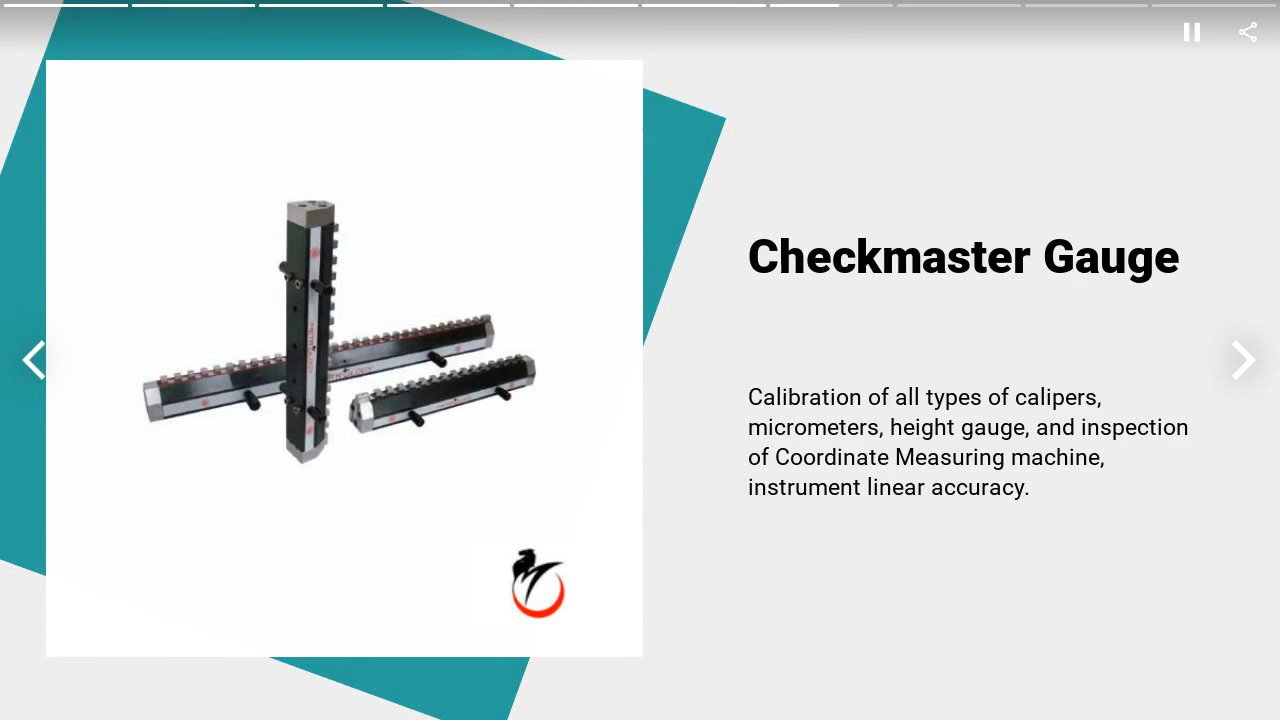 Checkmaster Gauge
Calibration of all types of calipers,
micrometers, height gauge, and inspection
of Coordinate Measuring machine,
instrument linear accuracy.